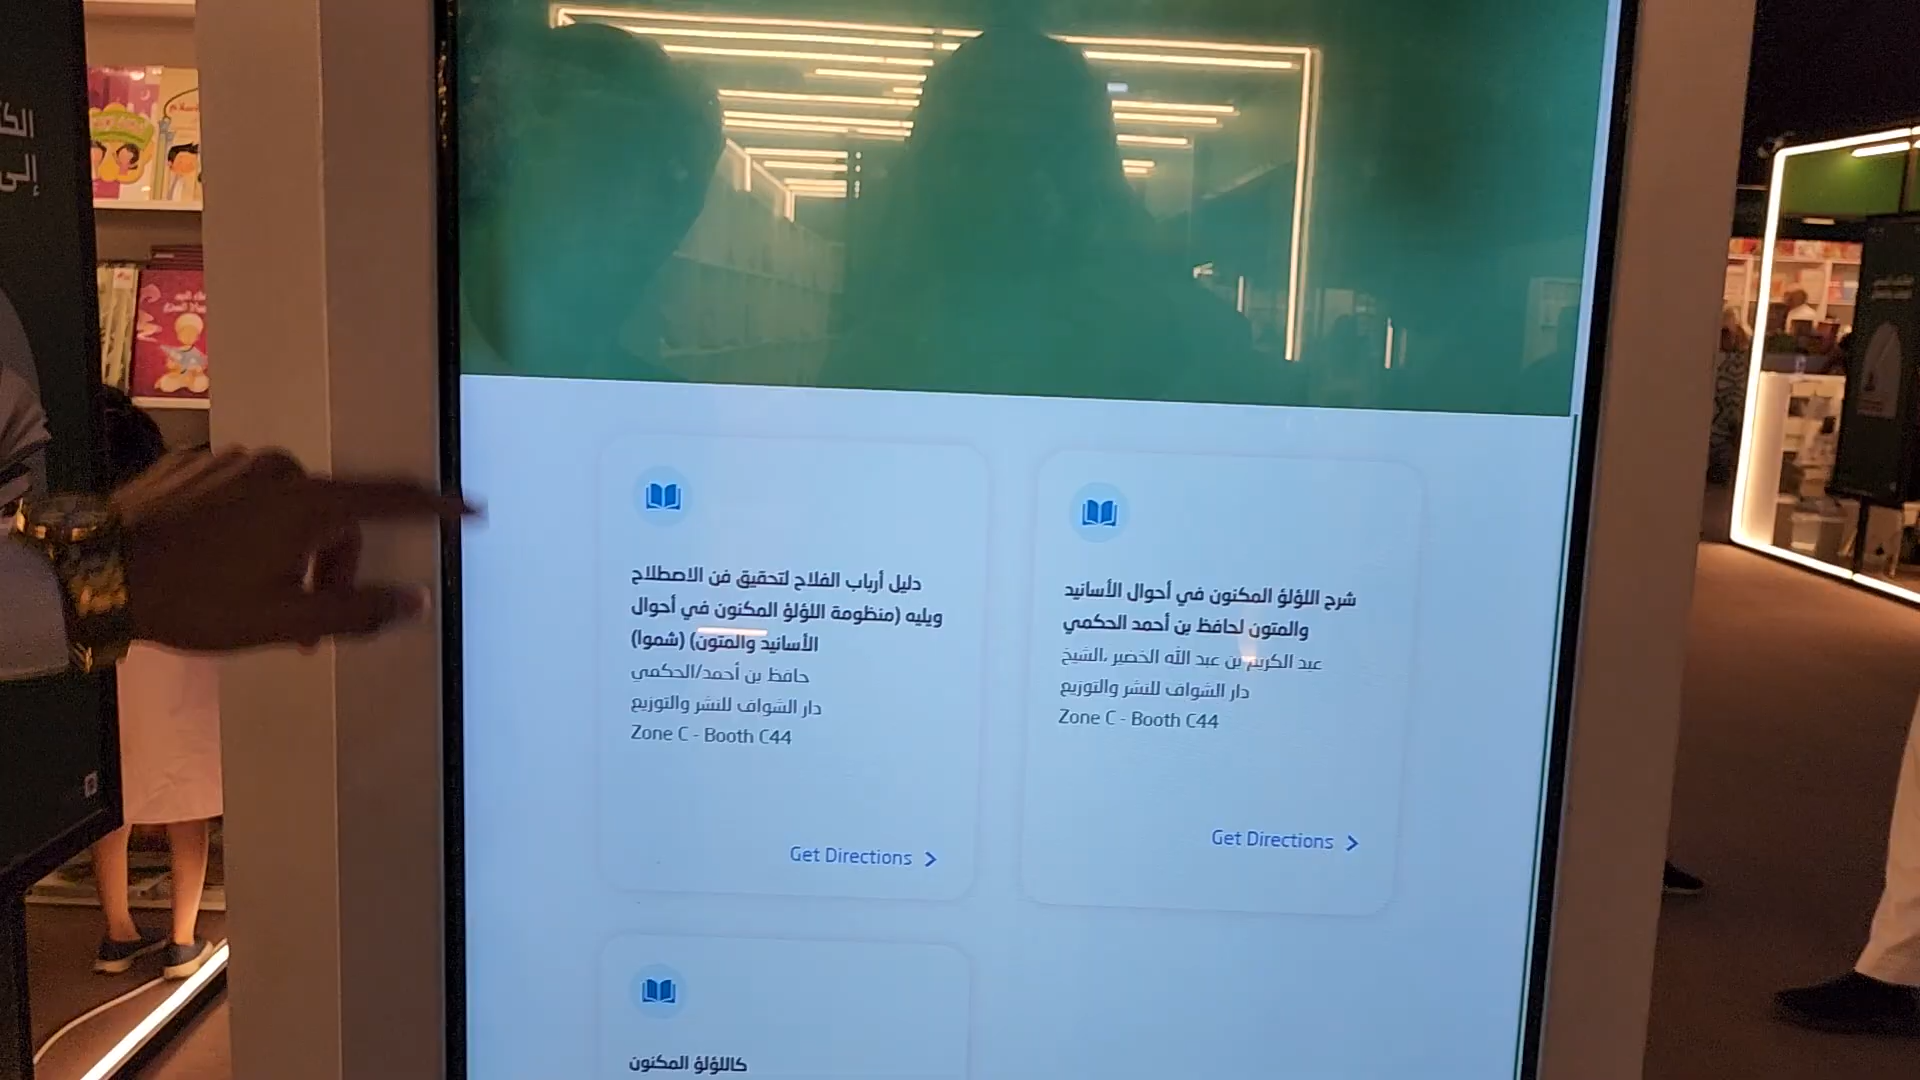 دليل أرباب الفلاح لتحقيق فن الاصطلاح
ويليه (منظومة اللؤلؤ المكنون في أحوال
الأسانيد والمتون) (شموا)
حافظ بن أحمد/الحكمي
دار الشواف للنشر والتوزيع
Zone C - Booth C44
Get Directions
شرح اللؤلؤ المكنون في أحوال الأسانيد
والمتون لحافظ بن أحمد الحكمي
عبد الكريم بن عبد الله الخضير ،الشيخ
دار الشواف للنشر والتوزيع
Zone C - Booth C44
Get Directions
كاللؤلؤ المكنون
إلى